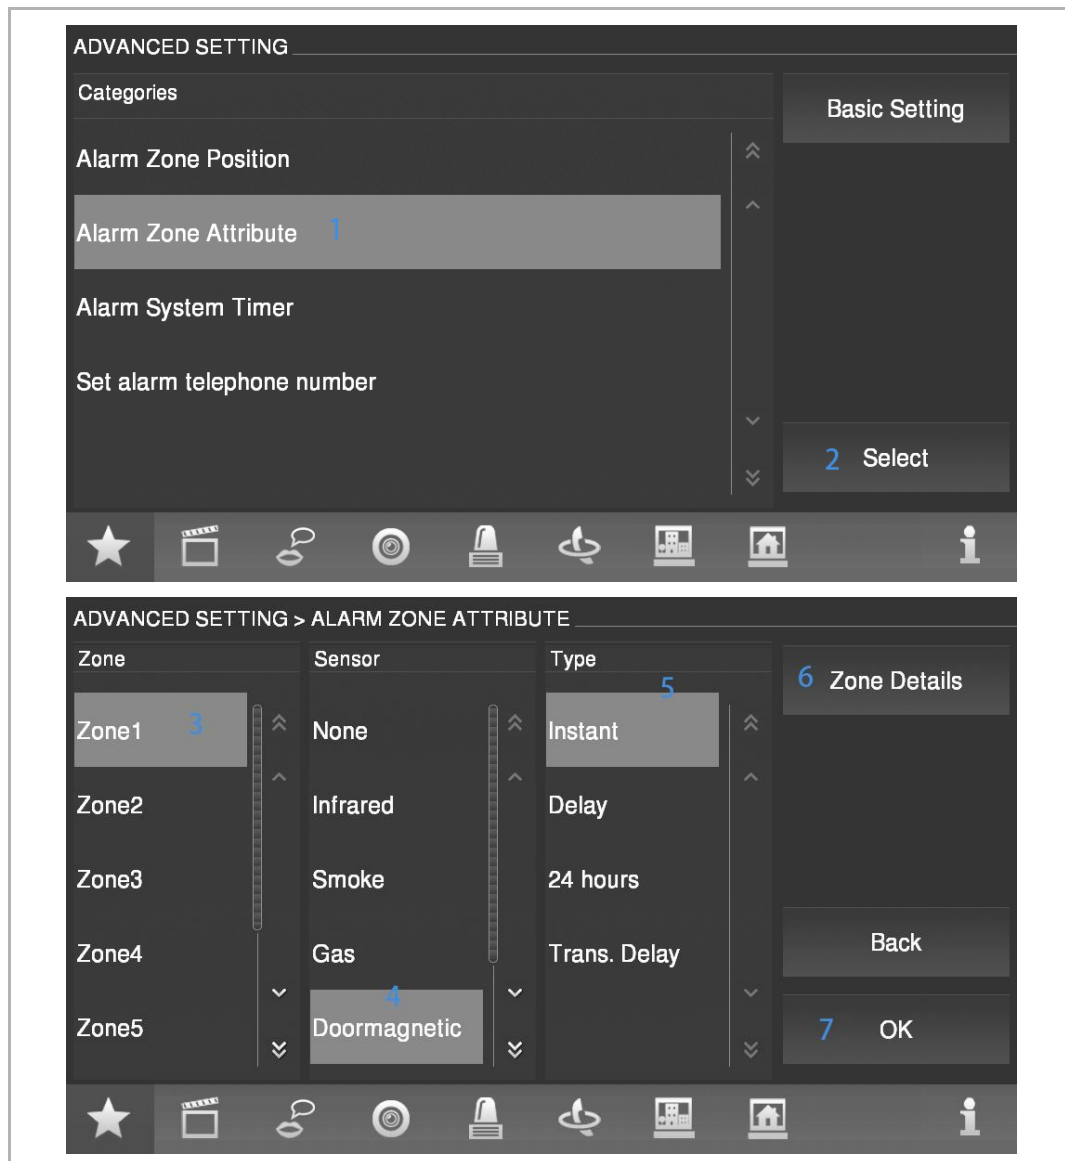 ADVANCED SETTING
Categories
Basic Setting
Alarm Zone Position
Alarm Zone Attribute 1
Alarm System Timer
Set alarm telephone number
2 Select
ADVANCED SETTING > ALARM ZONE ATTRIBUTE
Zone Sensor Type
5
6 Zone Details
Zone1 3 None Instant
Zone2 Infrared Delay
Zone3 Smoke 24 hours
Zone4 Gas Trans. Delay
Back
4
Zone5 Doormagnetic
7 OK